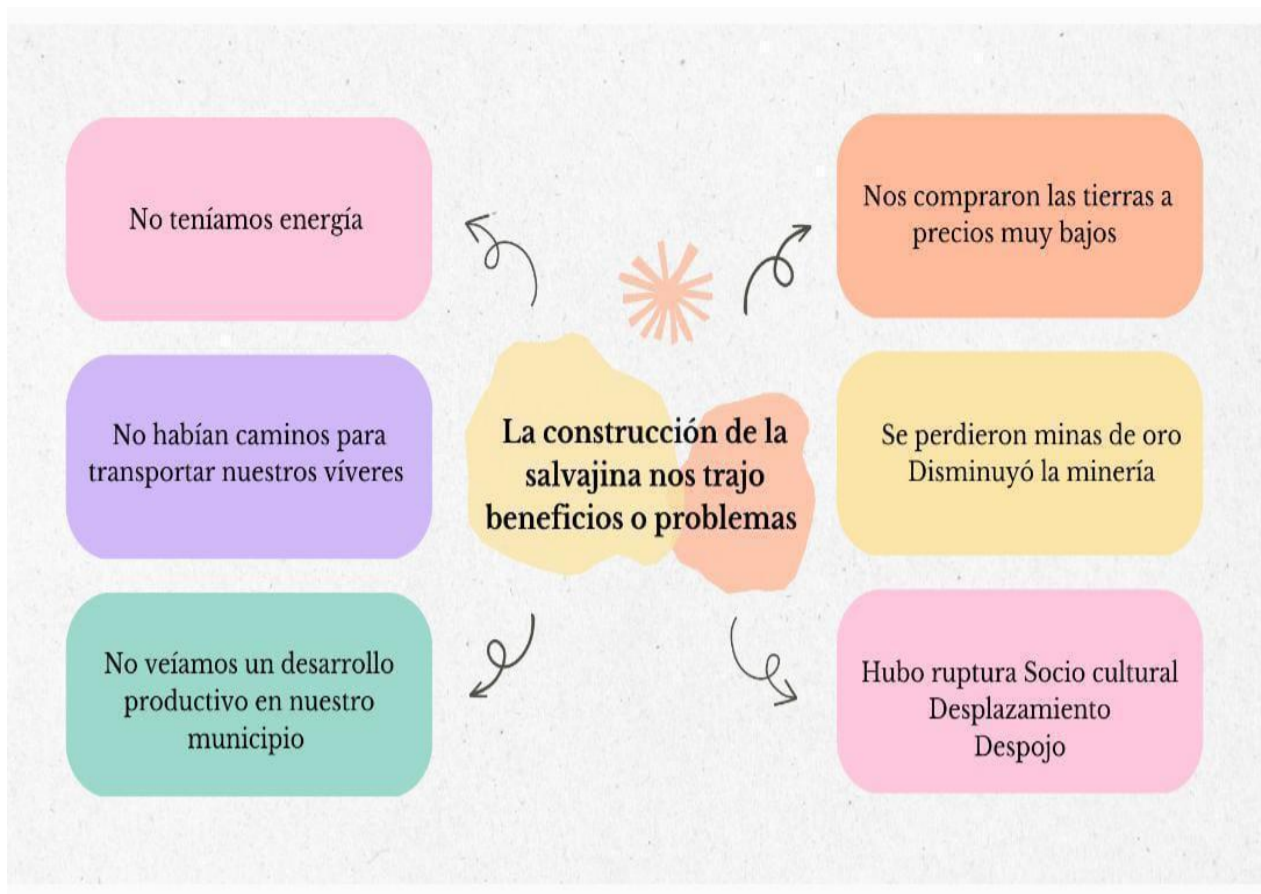 No teníamos energía
No habían caminos para
transportar nuestros víveres
No veíamos un desarrollo
productivo en nuestro
municipio
La construcción de la
salvajina nos trajo
beneficios o problemas
Nos compraron las tierras a
precios muy bajos
Se perdieron minas de oro
Disminuyó la minería
Hubo ruptura Socio cultural
Desplazamiento
Despojo